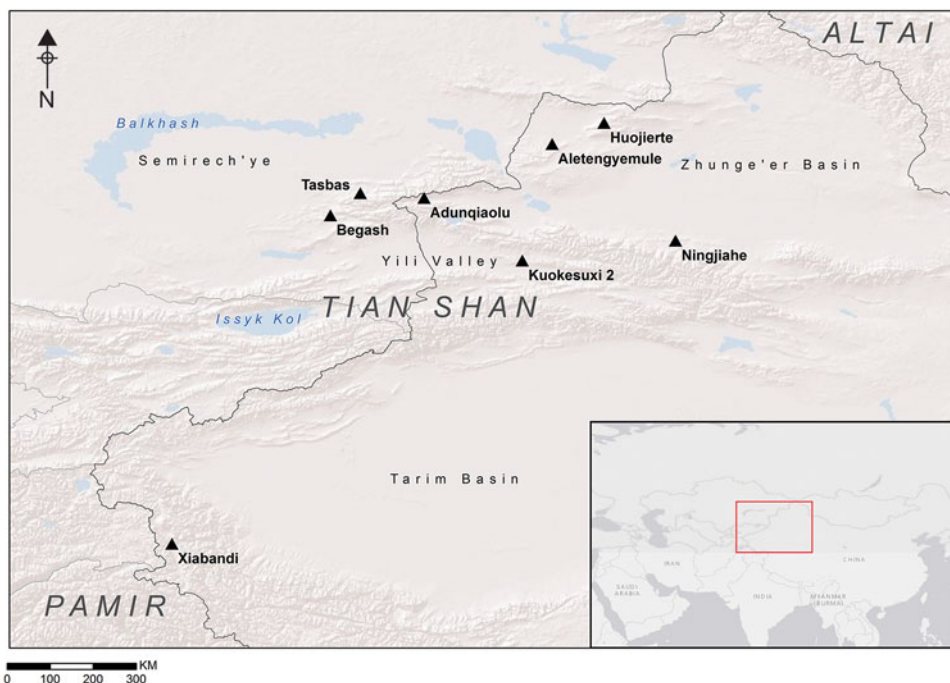 ALTAI
N
Balkhash
Semirech'ye
Huojierte
Aletengyemule
Zhunge'er Basin
Tasbas
Adunqiaolu
Begash
Ningjiahe
Yili Valley
Kuokesuxi 2
TIAN SHAN
Issyk Kol
Tarim Basin
Xiabandi
PAMIR
IRAN
CHINA
SAUDI
ARABIA
INDIA
MYANMAR
(BURMA)
KM
0 100 200 300